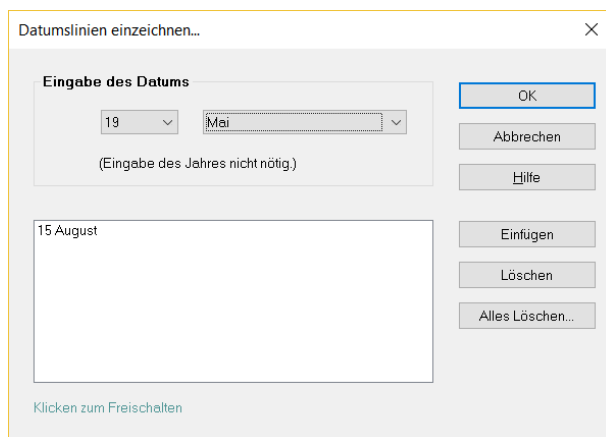 Datumslinien einzeichnen...
Eingabe des Datums
19 Mai
(Eingabe des Jahres nicht nötig.)
OK
Abbrechen
Hilfe
15 August
Einfügen
Löschen
Alles Löschen...
Klicken zum Freischalten